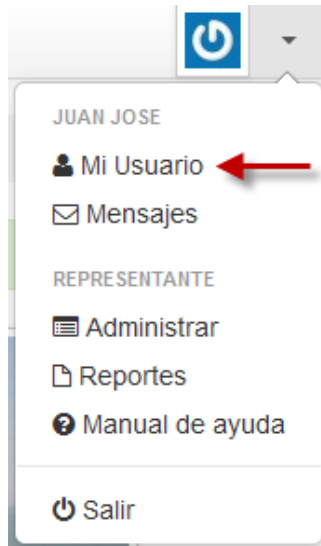 JUAN JOSE
Mi Usuario
Mensajes
REPRESENTANTE
Administrar
Reportes
Manual de ayuda
Salir